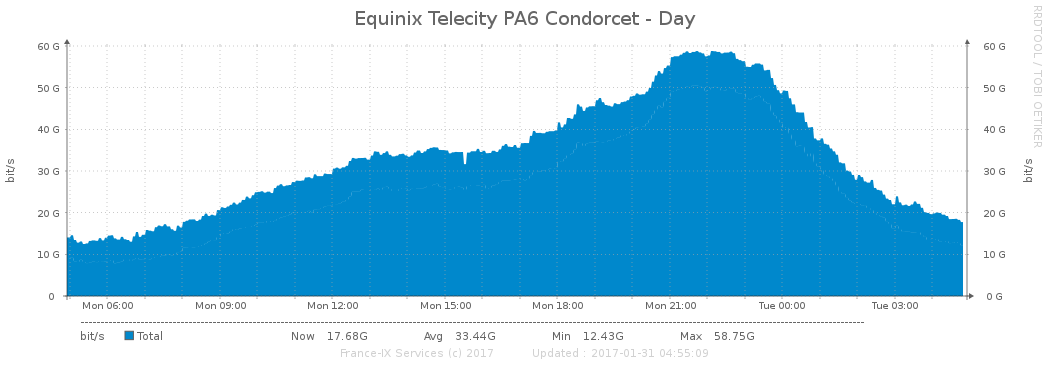 Equinix Telecity PA6 Condorcet - Day
RRDTOOL / TOBI OETIKER
60 G 60 G
50 G 50 G
40 G 40 G
30 G 30 G
20 G 20 G
10 G 10 G
0 0 G
bit/s bit/s
Mon 06:00 Mon 09:00 Mon 12:00 Mon 15:00 Mon 18:00 Mon 21:00 Tue 00:00 Tue 03:00
bit/s Total Now 17.68G Avg 33.44G Min 12.43G Max 58.75G
France-IX Services (c) 2017 Updated : 2017-01-31 04:55:09